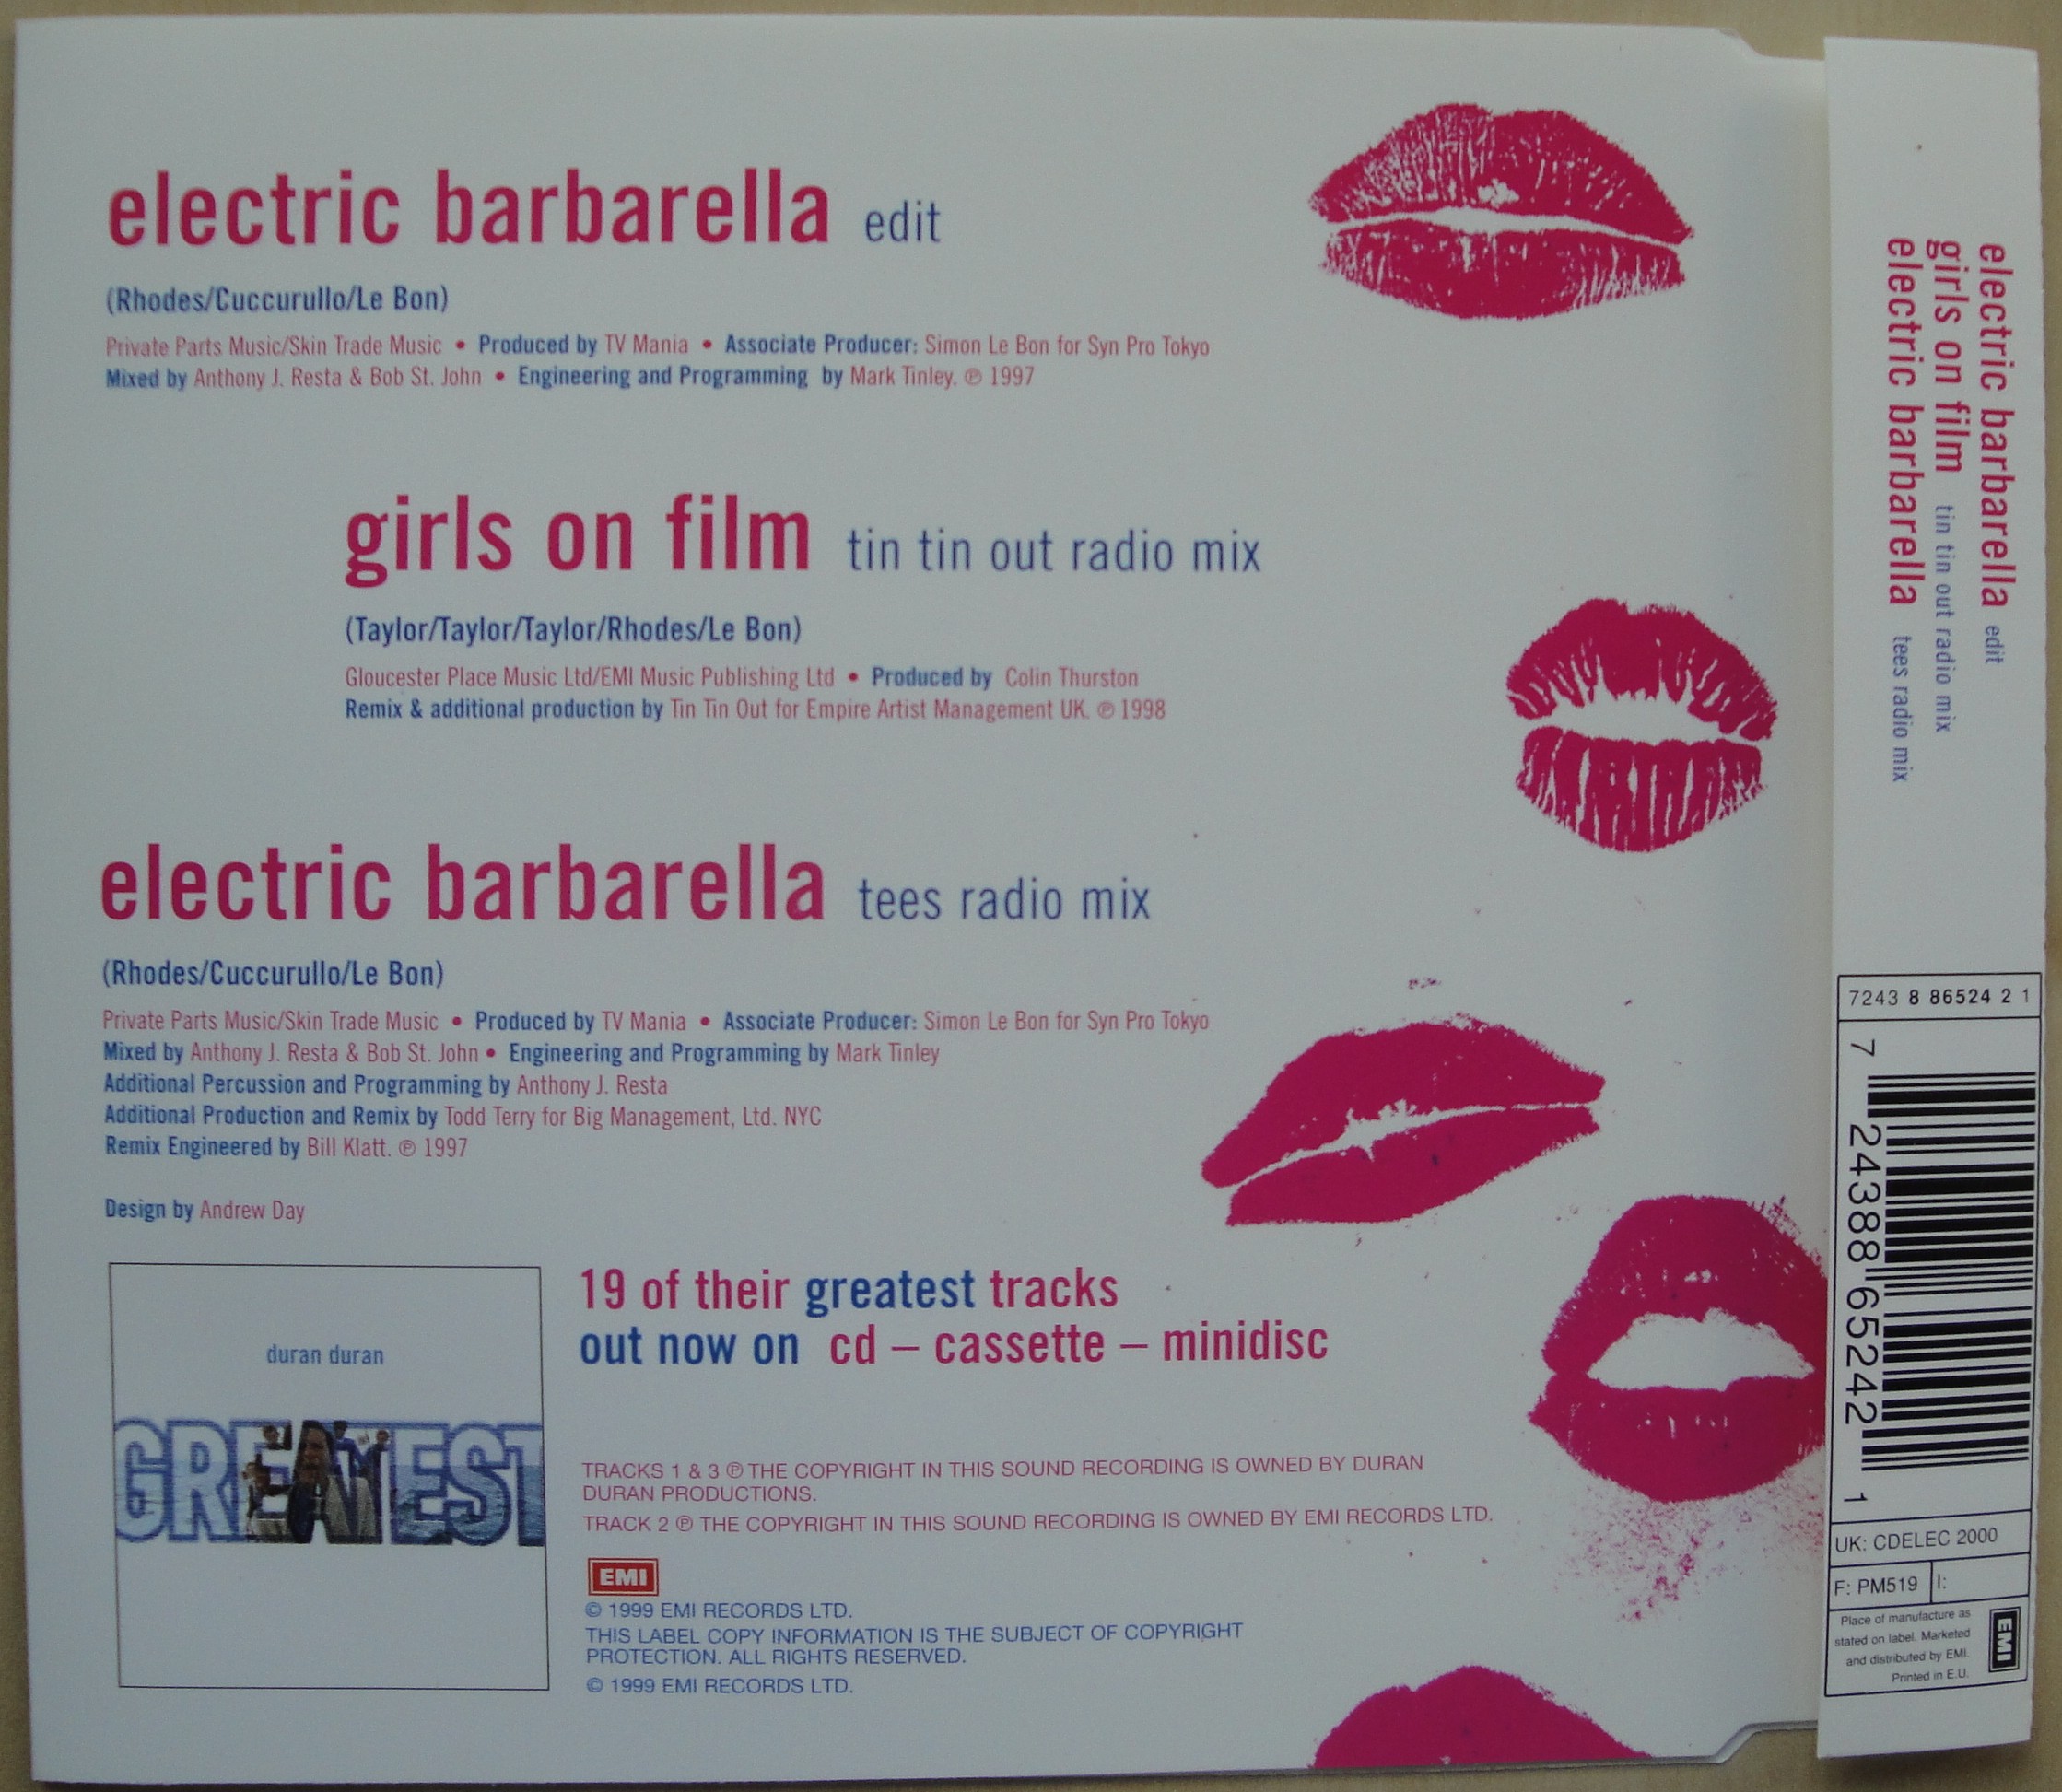 electric barbarella edit
(Rhodes/Cuccurullo/Le Bon)
Private Parts Music/Skin Trade Music • Produced by TV Mania • Associate Producer: Simon Le Bon for Syn Pro Tokyo
Mixed by Anthony J. Resta & Bob St. John • Engineering and Programming by Mark Tinley. ℗ 1997
girls on film tin tin out radio mix
(Taylor/Taylor/Taylor/Rhodes/Le Bon)
Gloucester Place Music Ltd/EMI Music Publishing Ltd • Produced by Colin Thurston
Remix & additional production by Tin Tin Out for Empire Artist Management UK. ℗ 1998
electric barbarella tees radio mix
(Rhodes/Cuccurullo/Le Bon)
Private Parts Music/Skin Trade Music • Produced by TV Mania • Associate Producer: Simon Le Bon for Syn Pro Tokyo
Mixed by Anthony J. Resta & Bob St. John • Engineering and Programming by Mark Tinley
Additional Percussion and Programming by Anthony J. Resta
Additional Production and Remix by Todd Terry for Big Management, Ltd. NYC
Remix Engineered by Bill Klatt. ℗ 1997
Design by Andrew Day
duran duran
GREATEST
19 of their greatest tracks
out now on cd – cassette – minidisc
TRACKS 1 & 3 ℗ THE COPYRIGHT IN THIS SOUND RECORDING IS OWNED BY DURAN
DURAN PRODUCTIONS.
TRACK 2 ℗ THE COPYRIGHT IN THIS SOUND RECORDING IS OWNED BY EMI RECORDS LTD.
EMI
© 1999 EMI RECORDS LTD.
THIS LABEL COPY INFORMATION IS THE SUBJECT OF COPYRIGHT
PROTECTION. ALL RIGHTS RESERVED.
© 1999 EMI RECORDS LTD.
electric barbarella edit
girls on film tin tin out radio mix
electric barbarella tees radio mix
7243 8 86524 2 1
7 24388 65242 1
UK: CDELEC 2000
F: PM519 I:
Place of manufacture as
stated on label. Marketed
and distributed by EMI.
Printed in E.U.
EMI